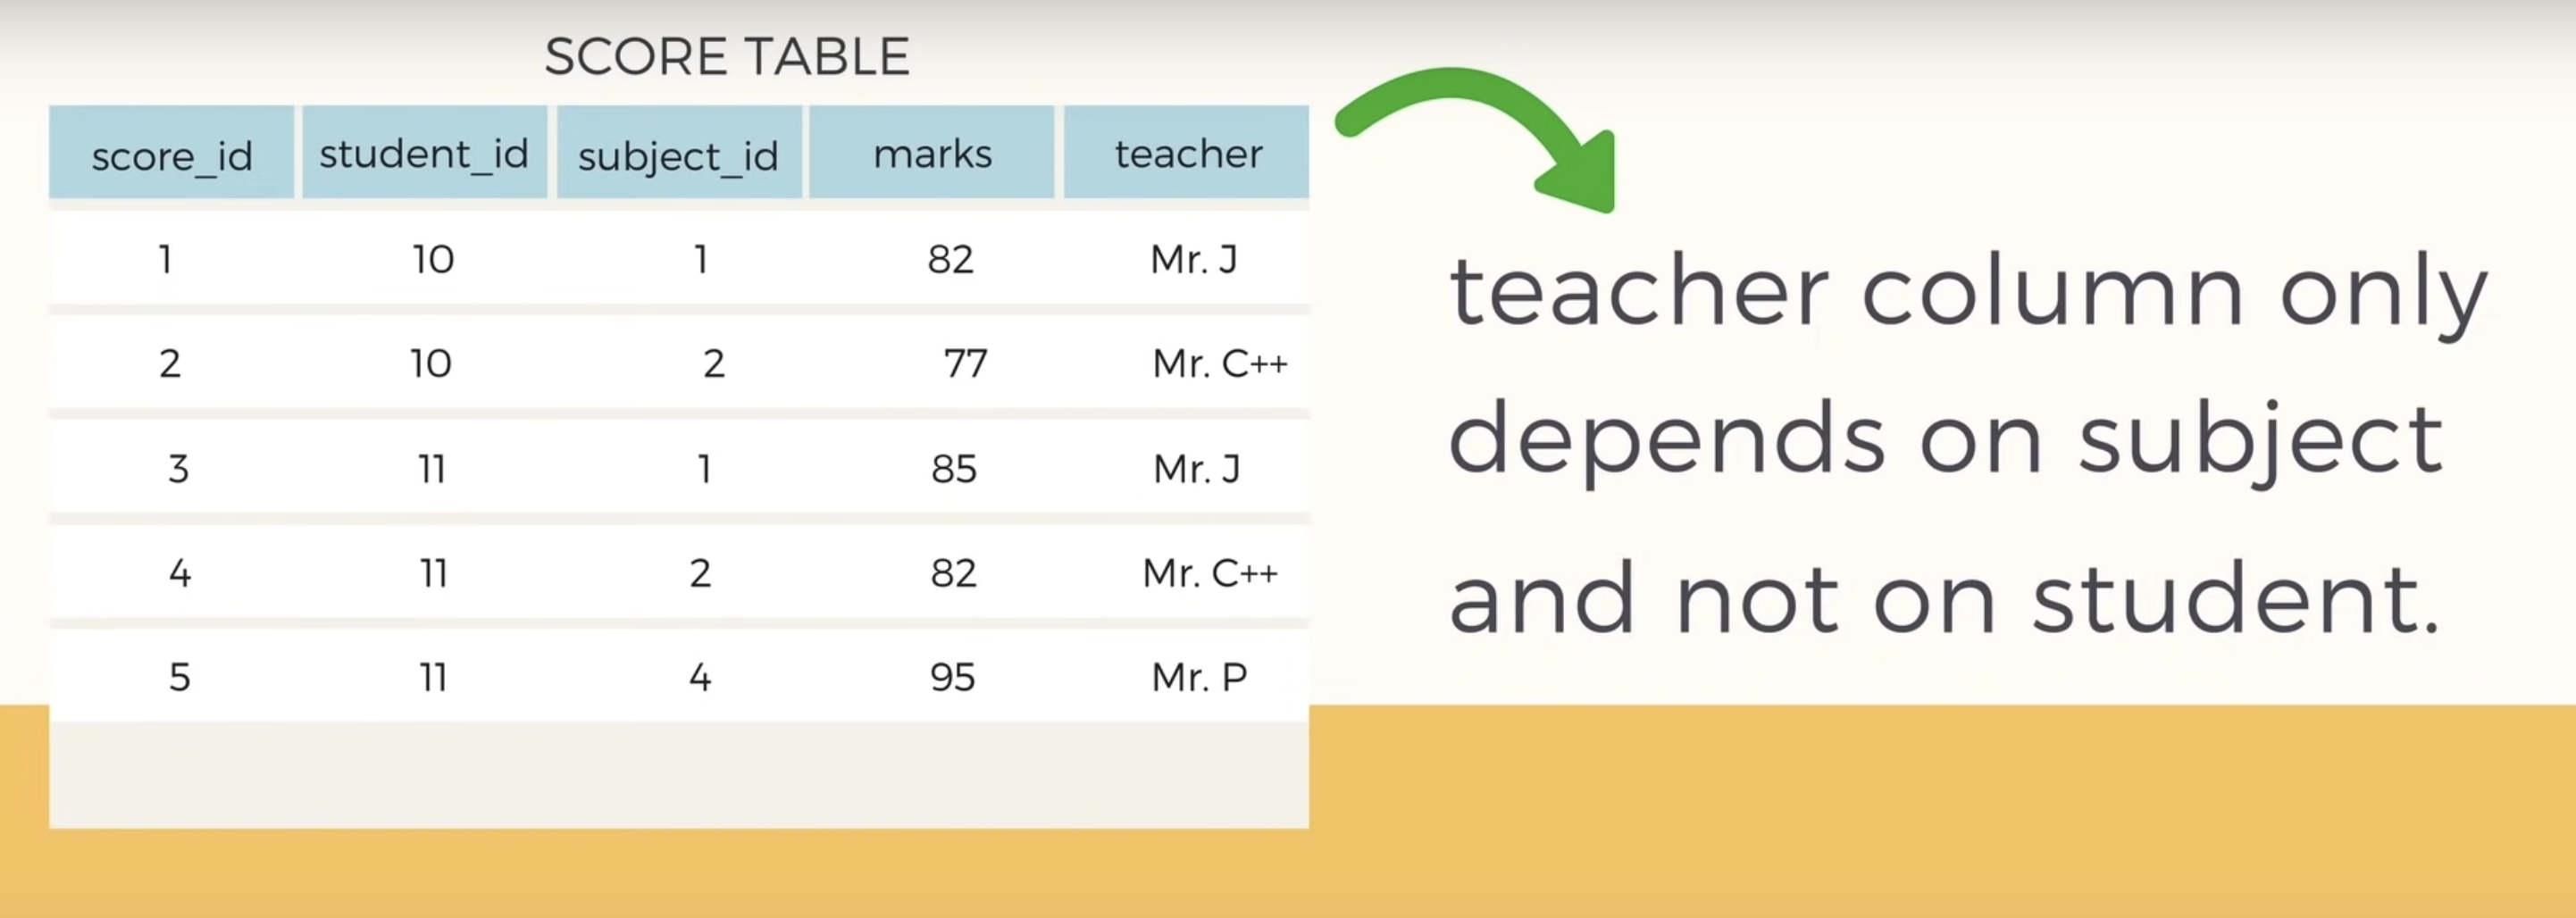 SCORE TABLE
score_id student_id subject_id marks teacher
1 10 1 82 Mr. J
2 10 2 77 Mr. C++
3 11 1 85 Mr. J
4 11 2 82 Mr. C++
5 11 4 95 Mr. P
teacher column only
depends on subject
and not on student.